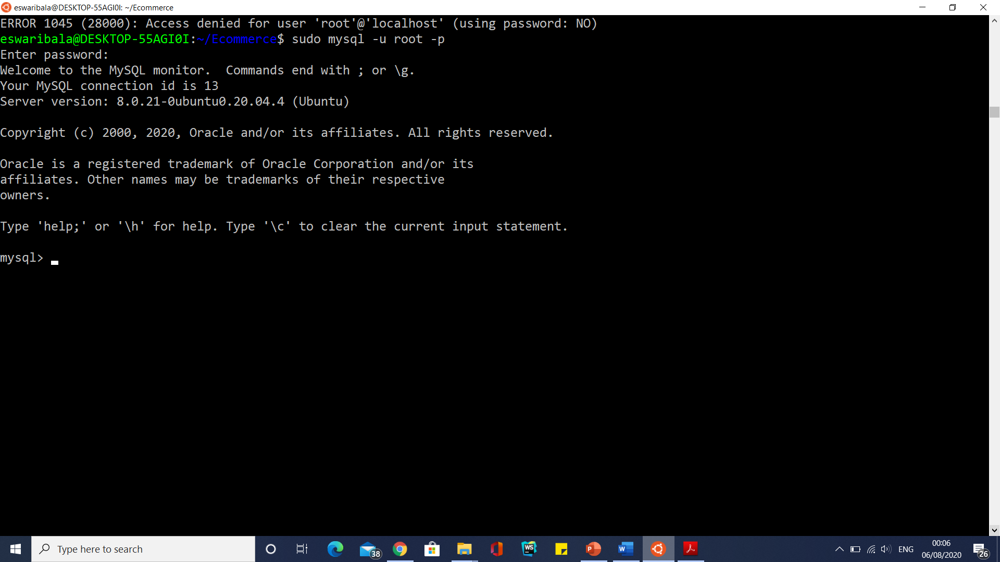 eswaribala@DESKTOP-55AGI0I: ~/Ecommerce
ERROR 1045 (28000): Access denied for user 'root'@'localhost' (using password: NO)
eswaribala@DESKTOP-55AGI0I:~/Ecommerce$ sudo mysql -u root -p
Enter password:
Welcome to the MySQL monitor.  Commands end with ; or \g.
Your MySQL connection id is 13
Server version: 8.0.21-0ubuntu0.20.04.4 (Ubuntu)
Copyright (c) 2000, 2020, Oracle and/or its affiliates. All rights reserved.
Oracle is a registered trademark of Oracle Corporation and/or its
affiliates. Other names may be trademarks of their respective
owners.
Type 'help;' or '\h' for help. Type '\c' to clear the current input statement.
mysql>
Type here to search
38
WS
P
W
ENG
00:06
06/08/2020
26